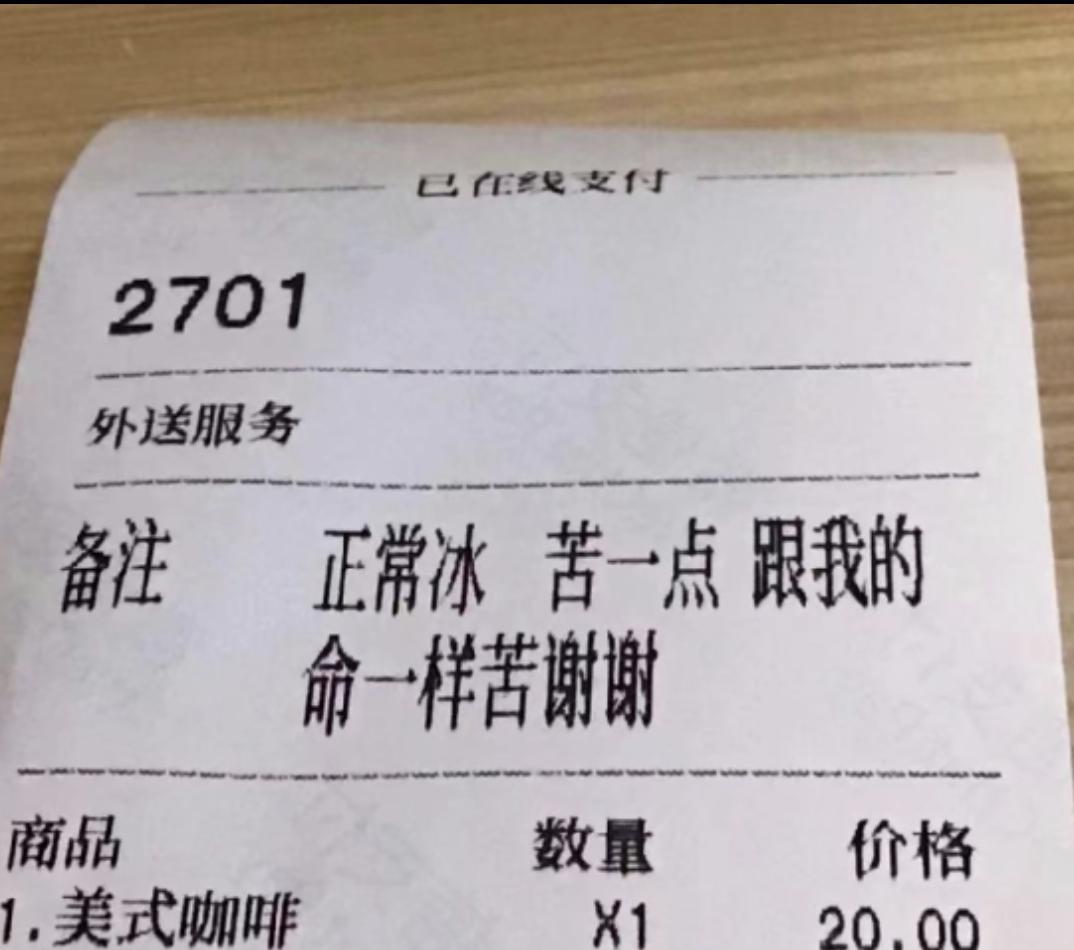 已在线支付
2701
外送服务
备注 正常冰 苦一点 跟我的
命一样苦谢谢
商品 数量 价格
1.美式咖啡 X1 20.00